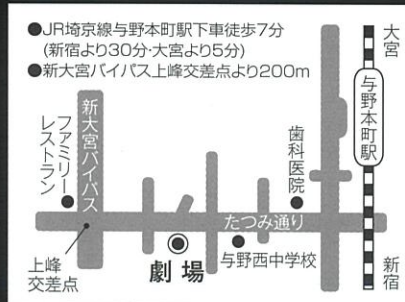 ●JR埼京線与野本町駅下車徒歩7分
(新宿より30分·大宮より5分)
●新大宮バイパス上峰交差点より200m
大宮
与野本町駅
新宿
歯科医院
新大宮バイパス
ファミリー
レストラン
たつみ通り
上峰
交差点
劇場
与野西中学校